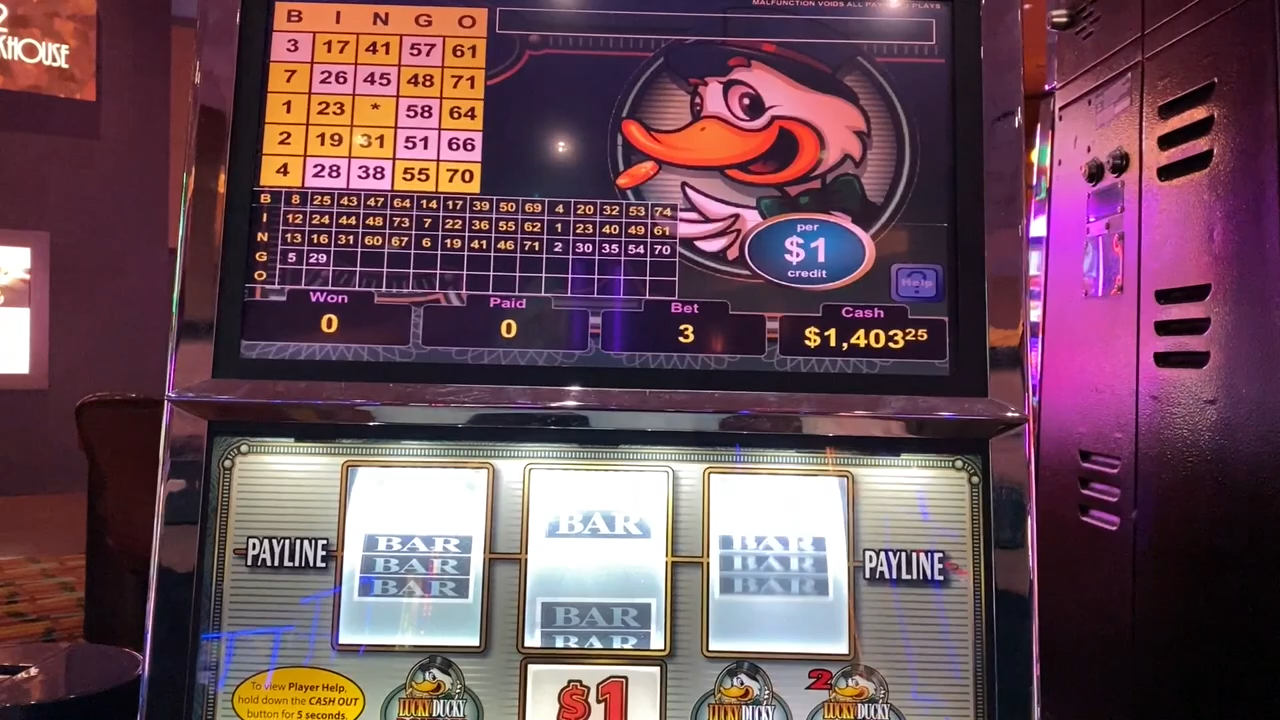 MALFUNCTION VOIDS ALL PAYS AND PLAYS
2
KHOUSE
B I N G O
3 17 41 57 61
7 26 45 48 71
1 23 * 58 64
2 19 31 51 66
4 28 38 55 70
B 8 25 43 47 64 14 17 39 50 69 4 20 32 53 74
I 12 24 44 48 73 7 22 36 55 62 1 23 40 49 61
N 13 16 31 60 67 6 19 41 46 71 2 30 35 54 70
G 5 29
O
per
$1
credit
Help
Won Paid Bet Cash
0 0 3 $1,403 25
BAR
BAR BAR
BAR BAR
BAR BAR
PAYLINE PAYLINE
BAR
BAR
To view Player Help,
hold down the CASH OUT
button for 5 seconds.
$1
2
LUCKY DUCKY LUCKY DUCKY LUCKY DUCKY